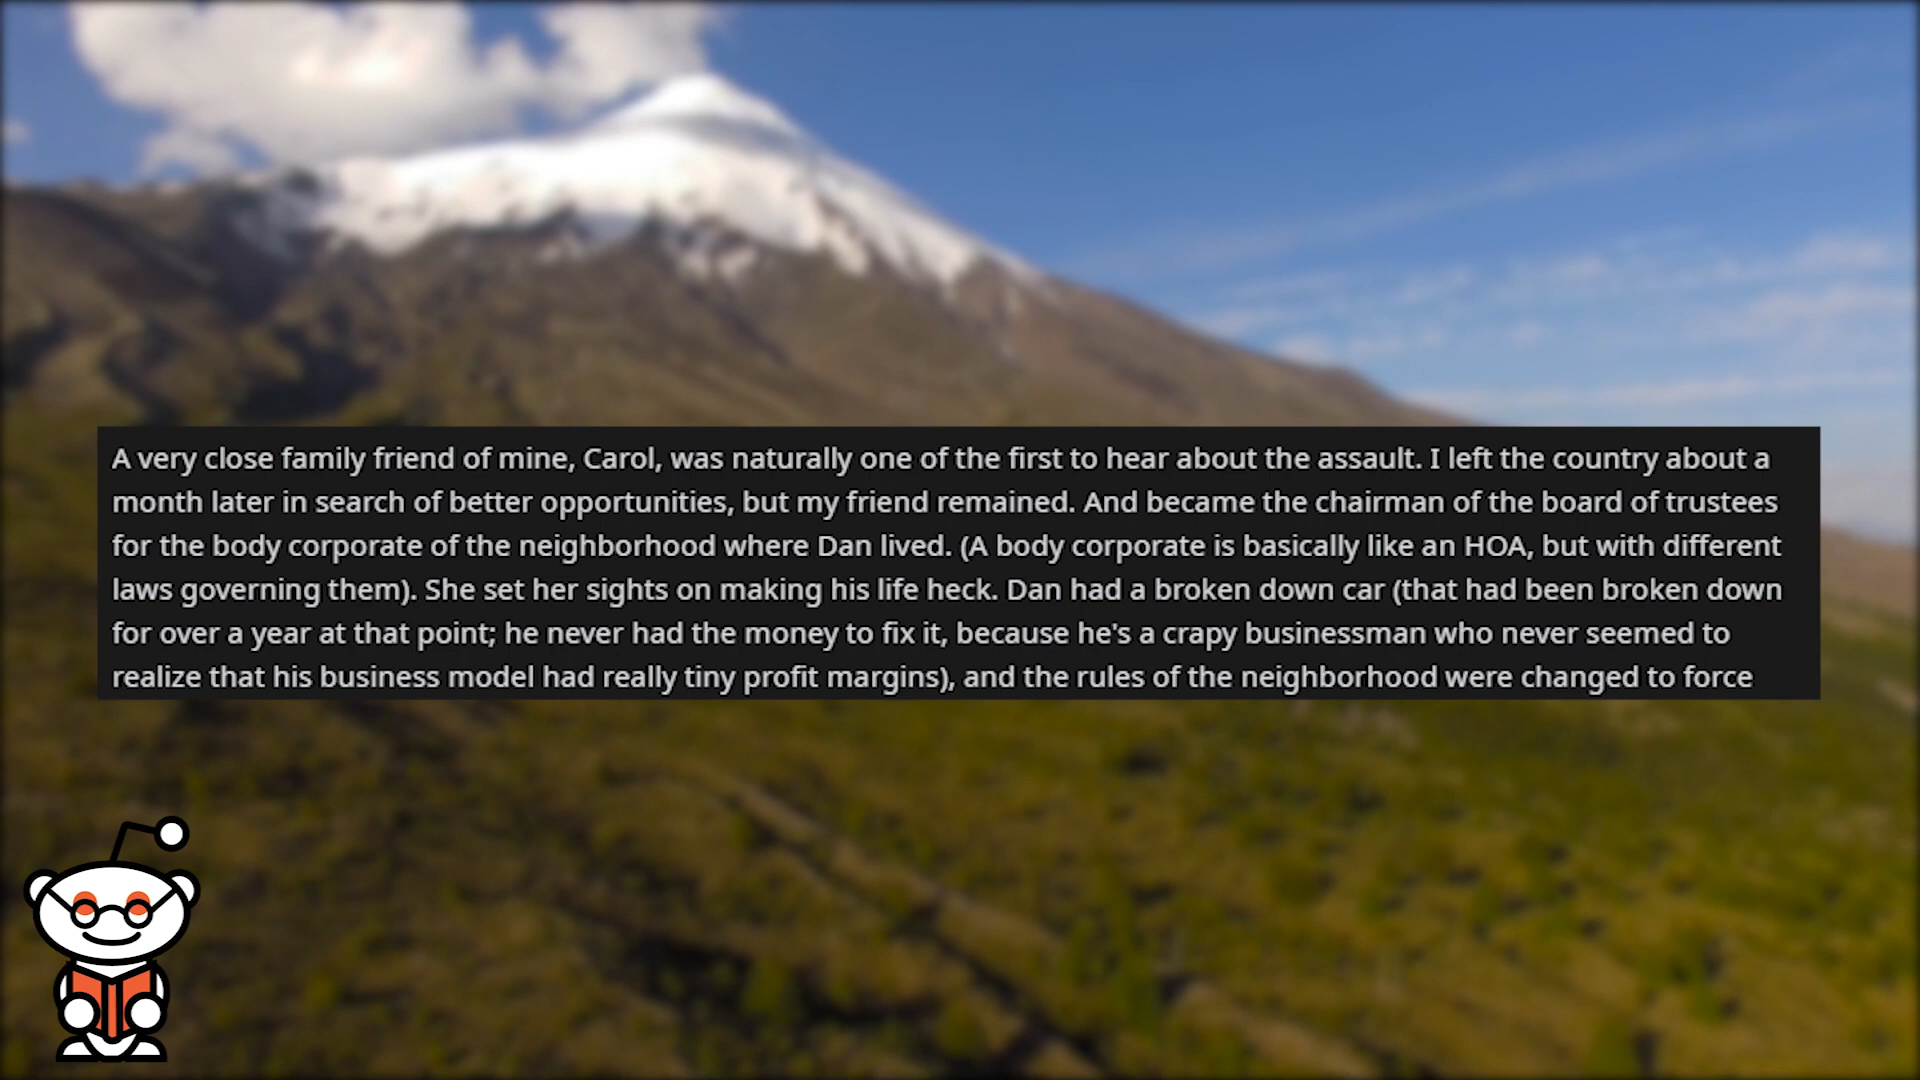 A very close family friend of mine, Carol, was naturally one of the first to hear about the assault. I left the country about a
month later in search of better opportunities, but my friend remained. And became the chairman of the board of trustees
for the body corporate of the neighborhood where Dan lived. (A body corporate is basically like an HOA, but with different
laws governing them). She set her sights on making his life heck. Dan had a broken down car (that had been broken down
for over a year at that point; he never had the money to fix it, because he's a crapy businessman who never seemed to
realize that his business model had really tiny profit margins), and the rules of the neighborhood were changed to force